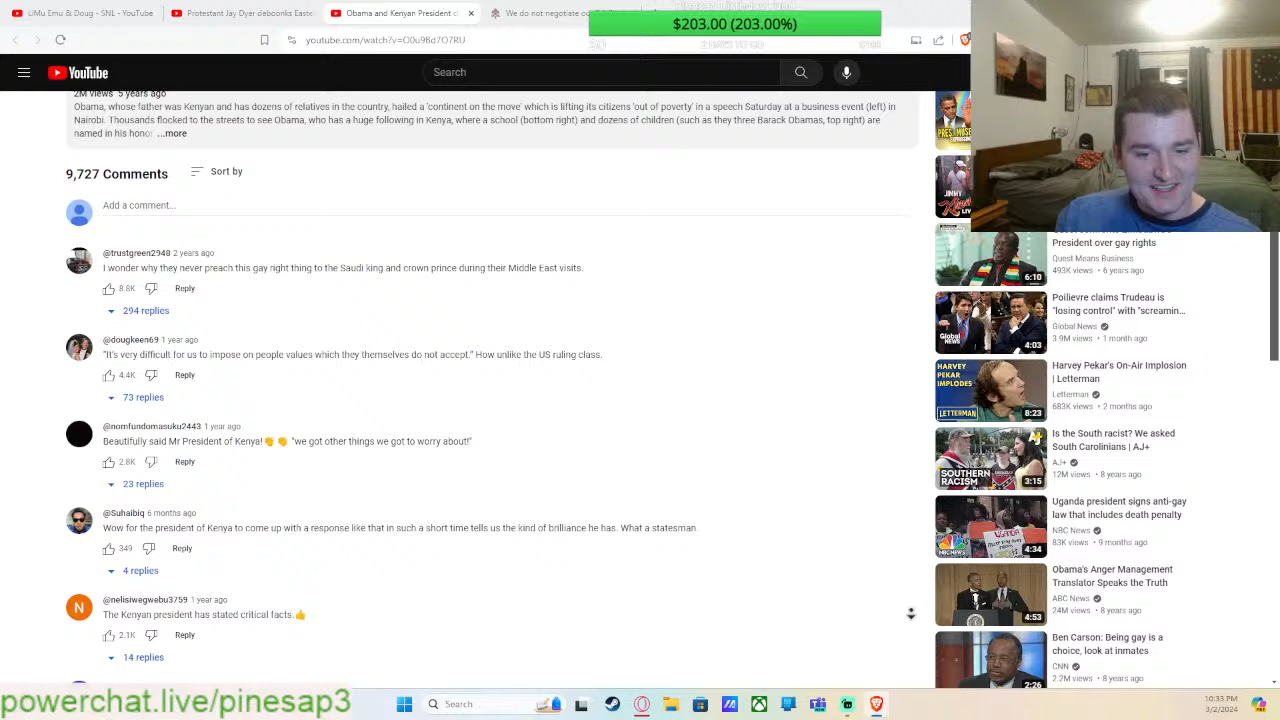 LiMu Emu & Doug - SNL - YouTube
Protestant Jay Dyer debunked Easte
Obama and Kenyan President cl
We do not negotiate
$203.00 (203.00%)
youtube.com/watch?v=O0u98d7O7RU
YouTube
Search
2M views 5 years ago
Obama, whose father was Kenyan and has dozens of relatives in the country, hailed a 'continent on the move' which is lifting its citizens 'out of poverty' in a speech Saturday at a business event (left) in
Nairobi. Thousands flocked to the streets to see Obama, who has a huge following in Kenya, where a school (bottom right) and dozens of children (such as they three Barack Obamas, top right) are
named in his honor ...more
9,727 Comments
Sort by
Add a comment...
@trustgreen2948 2 years ago
I wonder why they never preach this gay right thing to the Saudi king and crown prince during their Middle East visits.
8.8K
Reply
294 replies
@dougkeen69 1 year ago
"It's very difficult for us to impose on people values which they themselves do not accept." How unlike the US ruling class.
4.4K
Reply
73 replies
@nomfundomasuku2443 1 year ago
Beautifully said Mr President of Kenya!👏👏 "we got other things we got to worry about!"
2.8K
Reply
23 replies
@Suhaibiq 6 months ago
Wow for the president of Kenya to come up with a response like that in such a short time tells us the kind of brilliance he has. What a statesman.
349
Reply
4 replies
N
@nelisiwegwebu3759 1 year ago
The Kenyan president has stated critical facts.👍
2.1K
Reply
14 replies
JIMMY
President over gay rights
Quest Means Business
493K views • 6 years ago
6:10
Poilievre claims Trudeau is
"losing control" with "screamin...
Global News
3.9M views • 1 month ago
Global
NEWS
4:03
Harvey Pekar's On-Air Implosion
| Letterman
Letterman
683K views • 2 months ago
HARVEY
PEKAR
IMPLODES
LETTERMAN
8:23
Is the South racist? We asked
South Carolinians | AJ+
AJ+
12M views • 8 years ago
SOUTHERN
RACISM
3:15
Uganda president signs anti-gay
law that includes death penalty
NBC News
83K views • 9 months ago
NBC NEWS
4:34
Obama's Anger Management
Translator Speaks the Truth
ABC News
24M views • 8 years ago
4:53
Ben Carson: Being gay is a
choice, look at inmates
CNN
2.2M views • 8 years ago
2:26
powerchat.live/pinesap3
Search
10:33 PM
3/2/2024